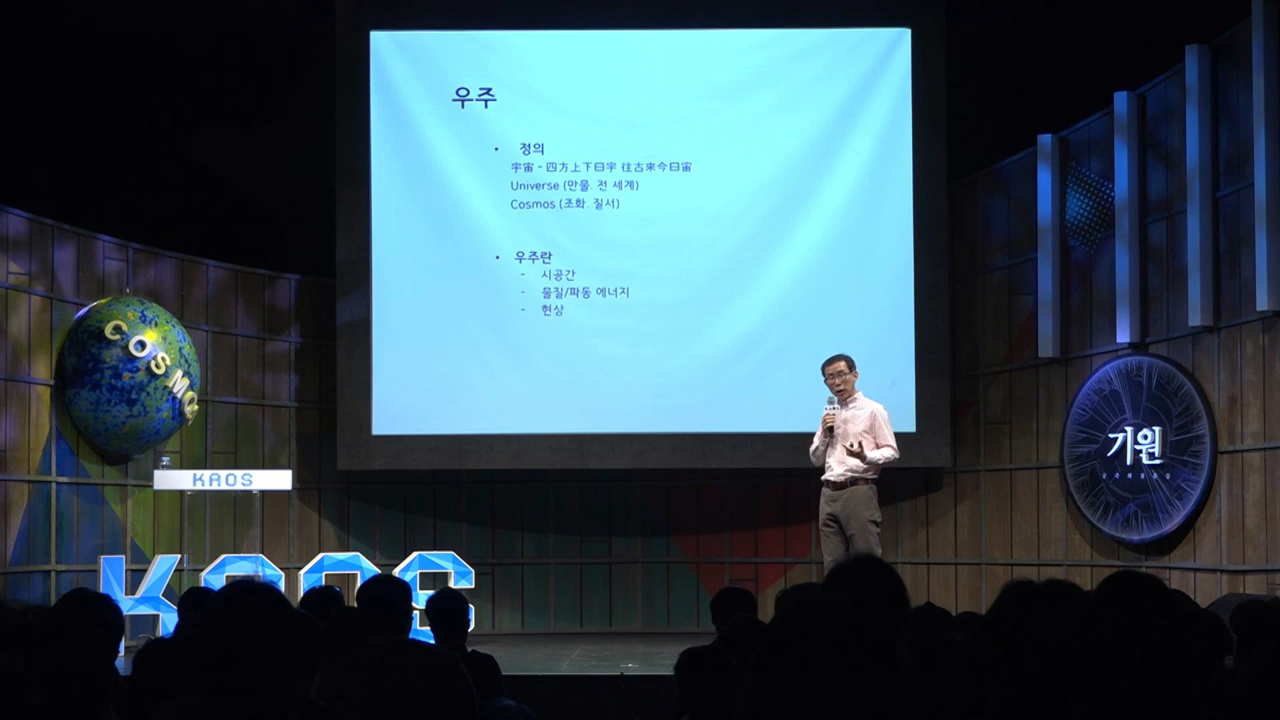 우주
• 정의
宇宙 - 四方上下曰宇 往古来今曰宙
Universe (만물. 전 세계)
Cosmos (조화. 질서)
• 우주란
- 시공간
- 물질/파동 에너지
- 현상
COSMOS
KAOS
KAOS
기원